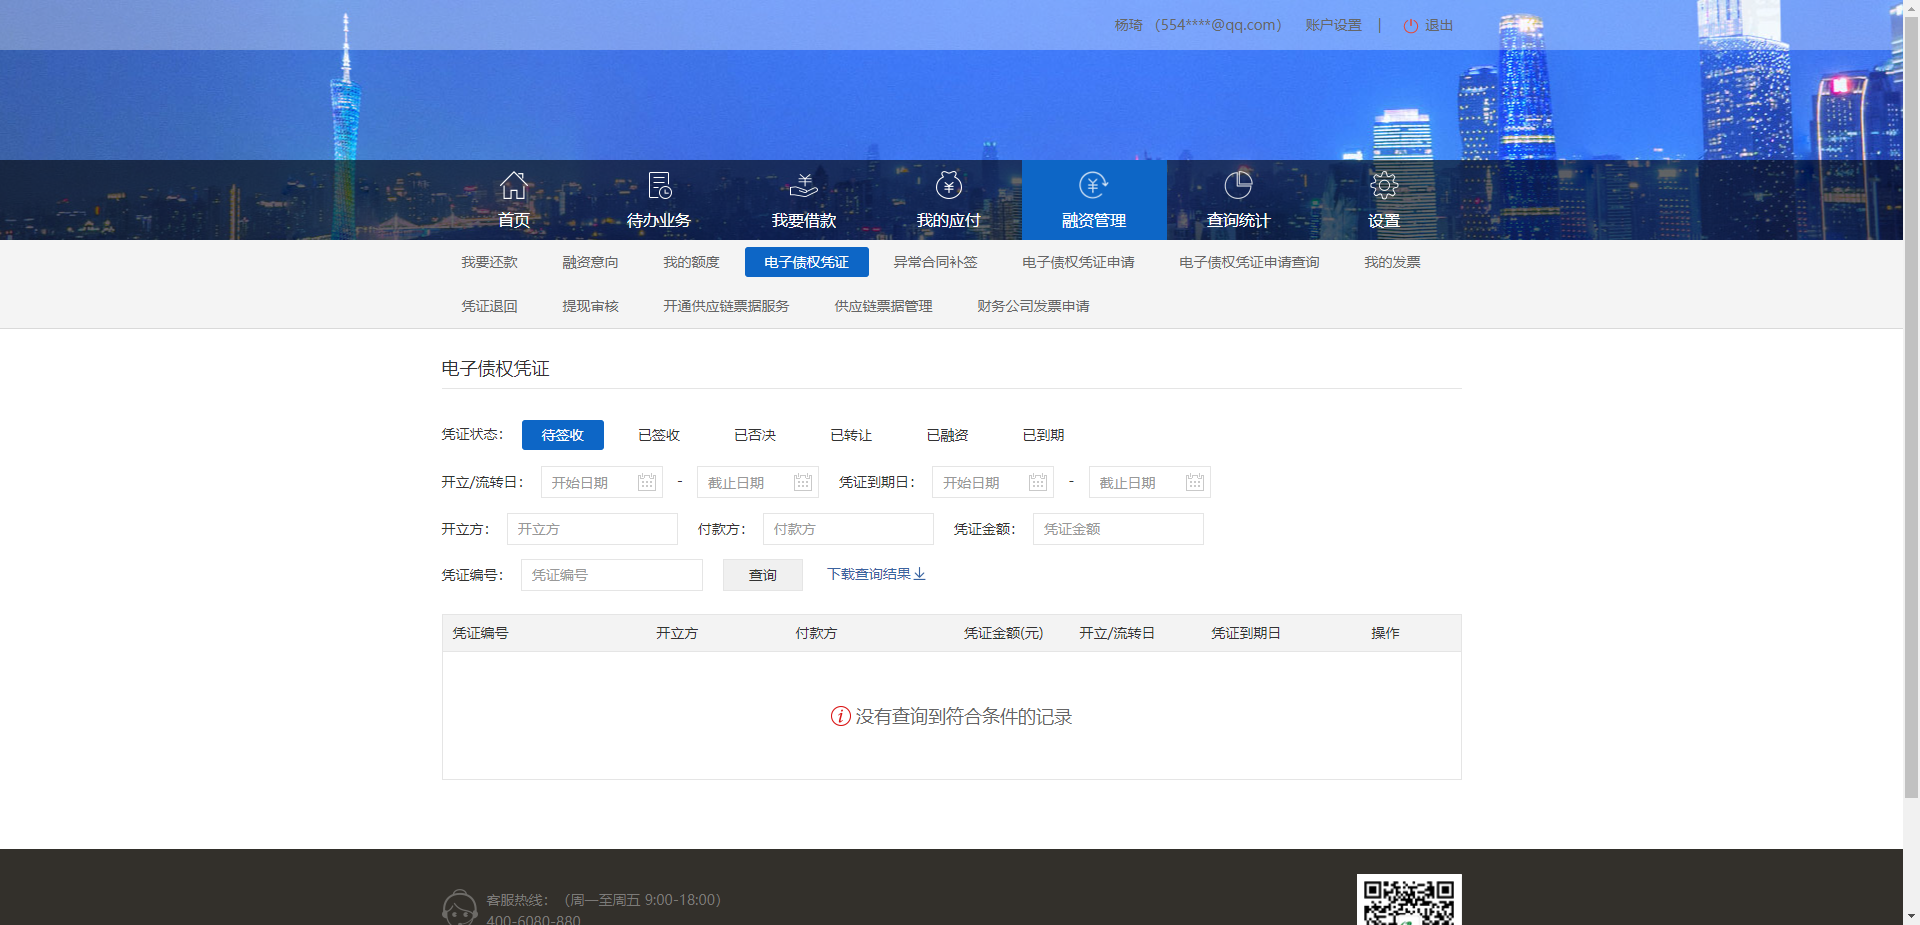 杨琦 （554****@qq.com） 账户设置 | 退出
首页 待办业务 我要借款 我的应付 融资管理 查询统计 设置
我要还款 融资意向 我的额度 电子债权凭证 异常合同补签 电子债权凭证申请 电子债权凭证申请查询 我的发票
凭证退回 提现审核 开通供应链票据服务 供应链票据管理 财务公司发票申请
电子债权凭证
凭证状态： 待签收 已签收 已否决 已转让 已融资 已到期
开立/流转日： 开始日期 - 截止日期 凭证到期日： 开始日期 - 截止日期
开立方： 开立方 付款方： 付款方 凭证金额： 凭证金额
凭证编号： 凭证编号 查询 下载查询结果
凭证编号 开立方 付款方 凭证金额(元) 开立/流转日 凭证到期日 操作
没有查询到符合条件的记录
客服热线：（周一至周五 9:00-18:00）
400-6080-880